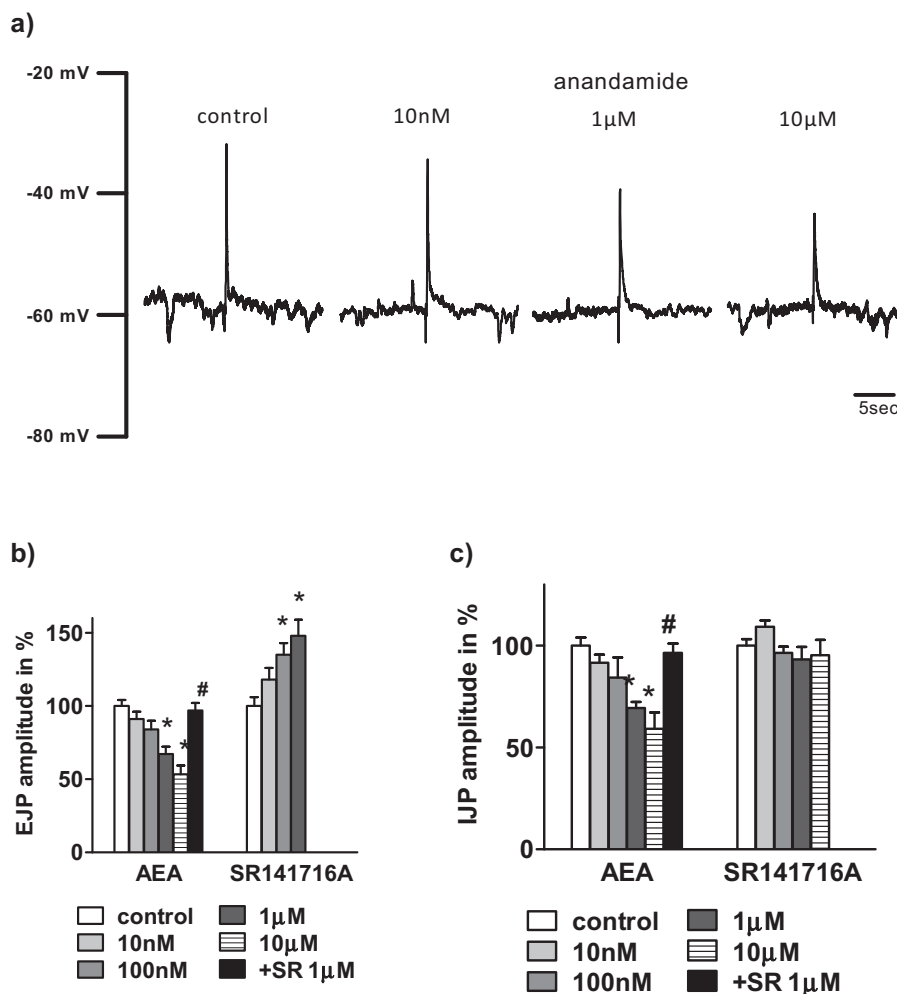 a)
-20 mV
-40 mV
-60 mV
-80 mV
anandamide
control 10nM 1µM 10µM
5sec
b)
EJP amplitude in %
150
100
50
0
* *
* * #
AEA SR141716A
control 1µM
10nM 10µM
100nM +SR 1µM
c)
IJP amplitude in %
100
50
0
* * #
AEA SR141716A
control 1µM
10nM 10µM
100nM +SR 1µM